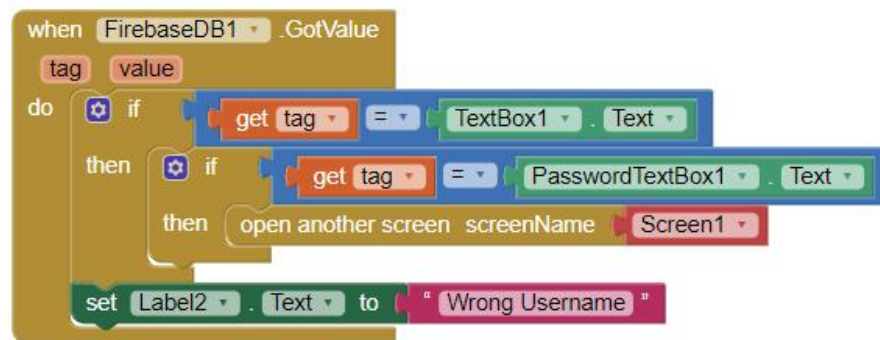 when FirebaseDB1 .GotValue
tag value
do if get tag = TextBox1 . Text
then if get tag = PasswordTextBox1 . Text
then open another screen screenName Screen1
set Label2 . Text to " Wrong Username "